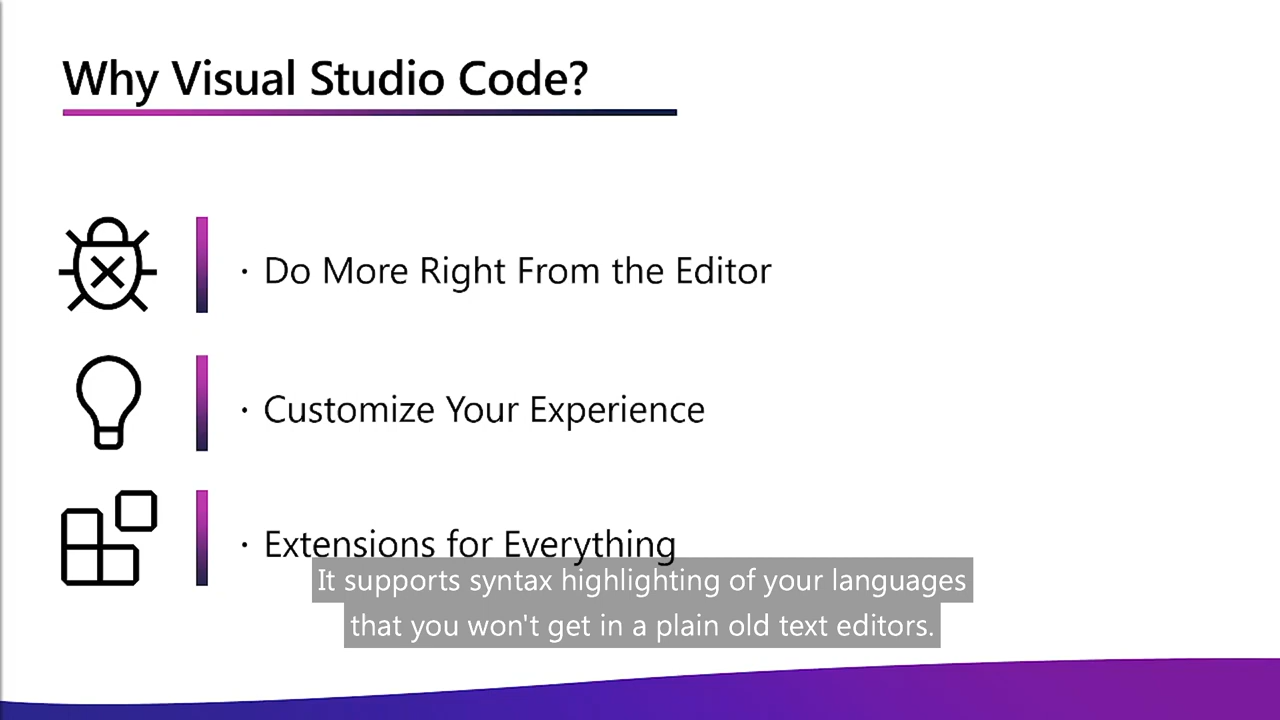 Why Visual Studio Code?
· Do More Right From the Editor
· Customize Your Experience
· Extensions for Everything
It supports syntax highlighting of your languages
that you won't get in a plain old text editors.